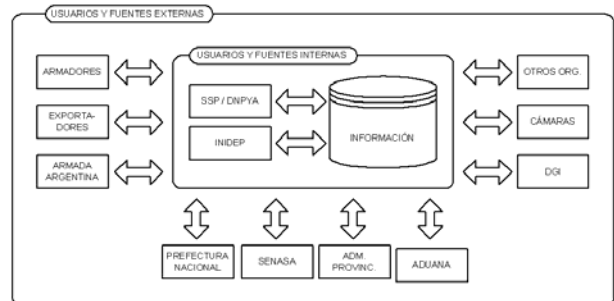 USUARIOS Y FUENTES EXTERNAS
USUARIOS Y FUENTES INTERNAS
ARMADORES
EXPORTA-
DORES
ARMADA
ARGENTINA
SSP / DNPYA
INIDEP
INFORMACIÓN
OTROS ORG.
CÁMARAS
DGI
PREFECTURA
NACIONAL
SENASA
ADM.
PROVINC.
ADUANA